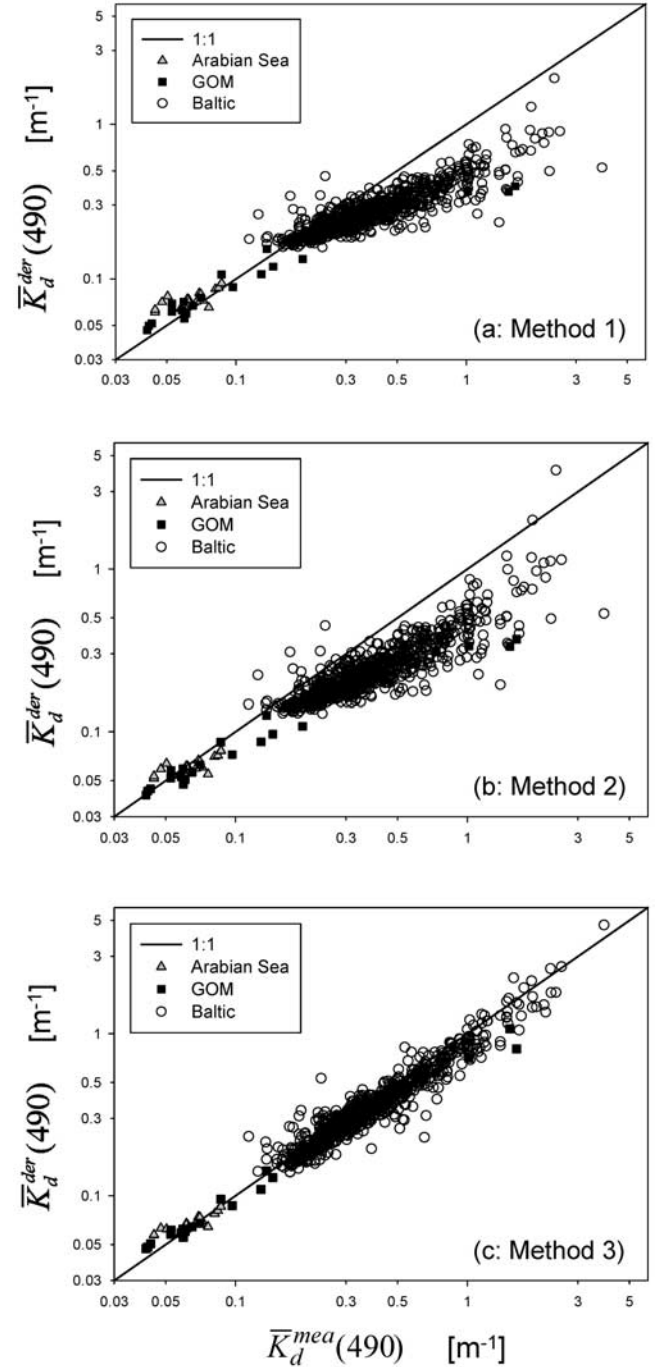 5
3
1:1
Arabian Sea
GOM
Baltic
1
0.5
0.3
0.1
0.05
0.03
K̅_d^{der}(490) [m⁻¹]
(a: Method 1)
0.03 0.05 0.1 0.3 0.5 1 3 5
5
3
1:1
Arabian Sea
GOM
Baltic
1
0.5
0.3
0.1
0.05
0.03
K̅_d^{der}(490) [m⁻¹]
(b: Method 2)
0.03 0.05 0.1 0.3 0.5 1 3 5
5
3
1:1
Arabian Sea
GOM
Baltic
1
0.5
0.3
0.1
0.05
0.03
K̅_d^{der}(490) [m⁻¹]
(c: Method 3)
0.03 0.05 0.1 0.3 0.5 1 3 5
K̅_d^{mea}(490) [m⁻¹]